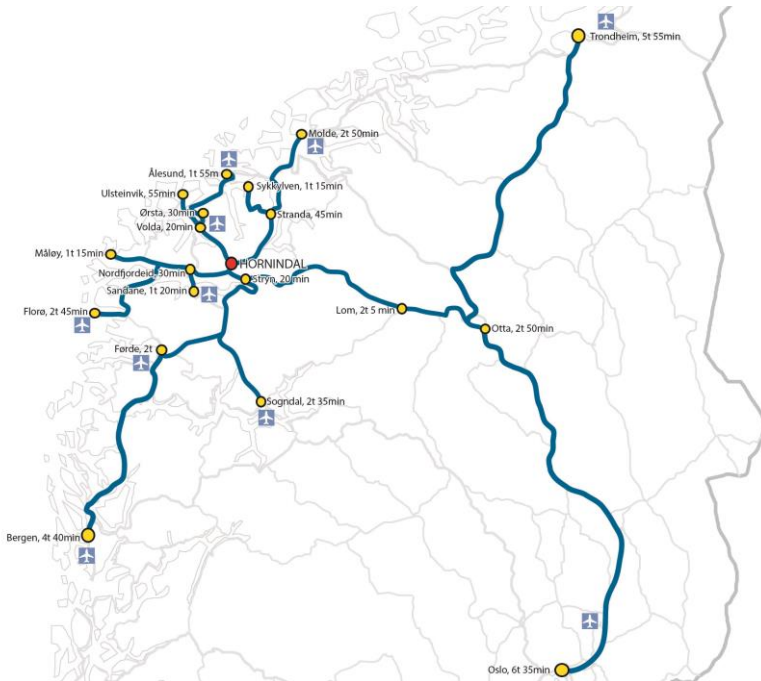 Trondheim, 5t 55min
Molde, 2t 50min
Ålesund, 1t 55m
Sykkylven, 1t 15min
Ulsteinvik, 55min
Ørsta, 30min
Stranda, 45min
Volda, 20min
Måløy, 1t 15min
HORNINDAL
Nordfjordeid, 30min
Stryn, 20min
Sandane, 1t 20min
Florø, 2t 45min
Lom, 2t 5 min
Otta, 2t 50min
Førde, 2t
Sogndal, 2t 35min
Bergen, 4t 40min
Oslo, 6t 35min